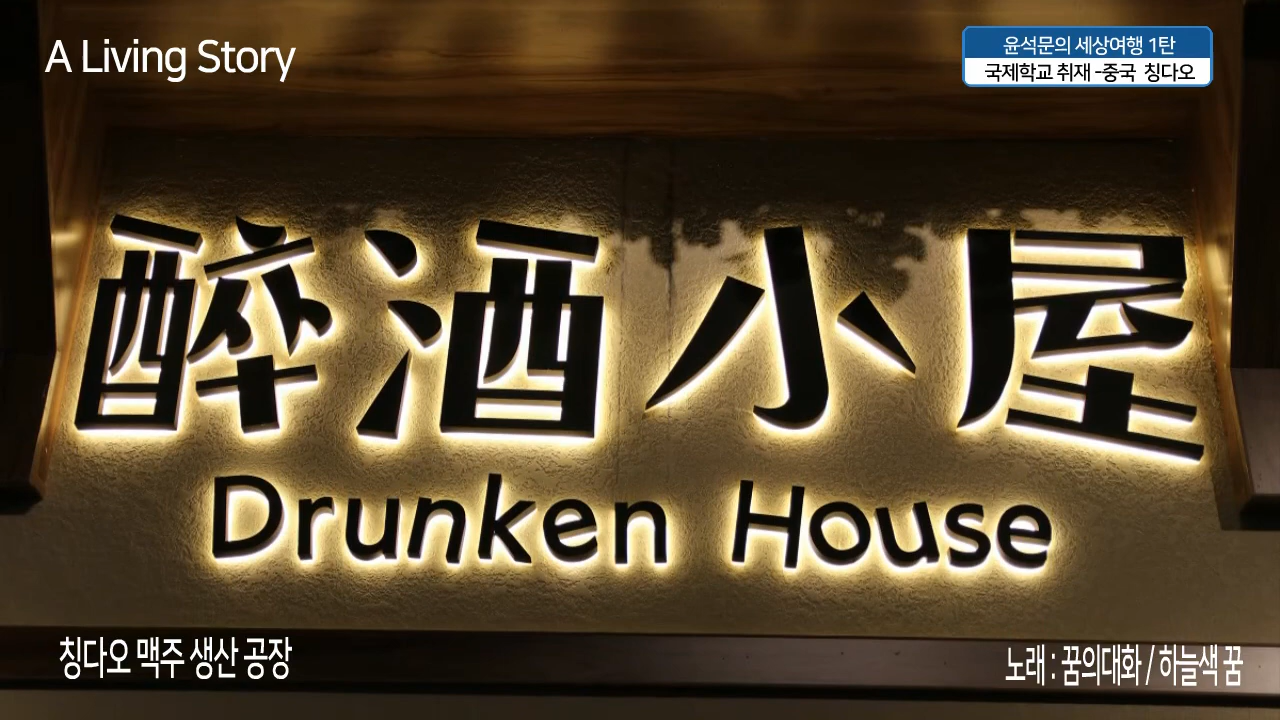 A Living Story
윤석문의 세상여행 1탄
국제학교 취재 -중국 칭다오
醉酒小屋
Drunken House
칭다오 맥주 생산 공장
노래 : 꿈의대화 / 하늘색 꿈